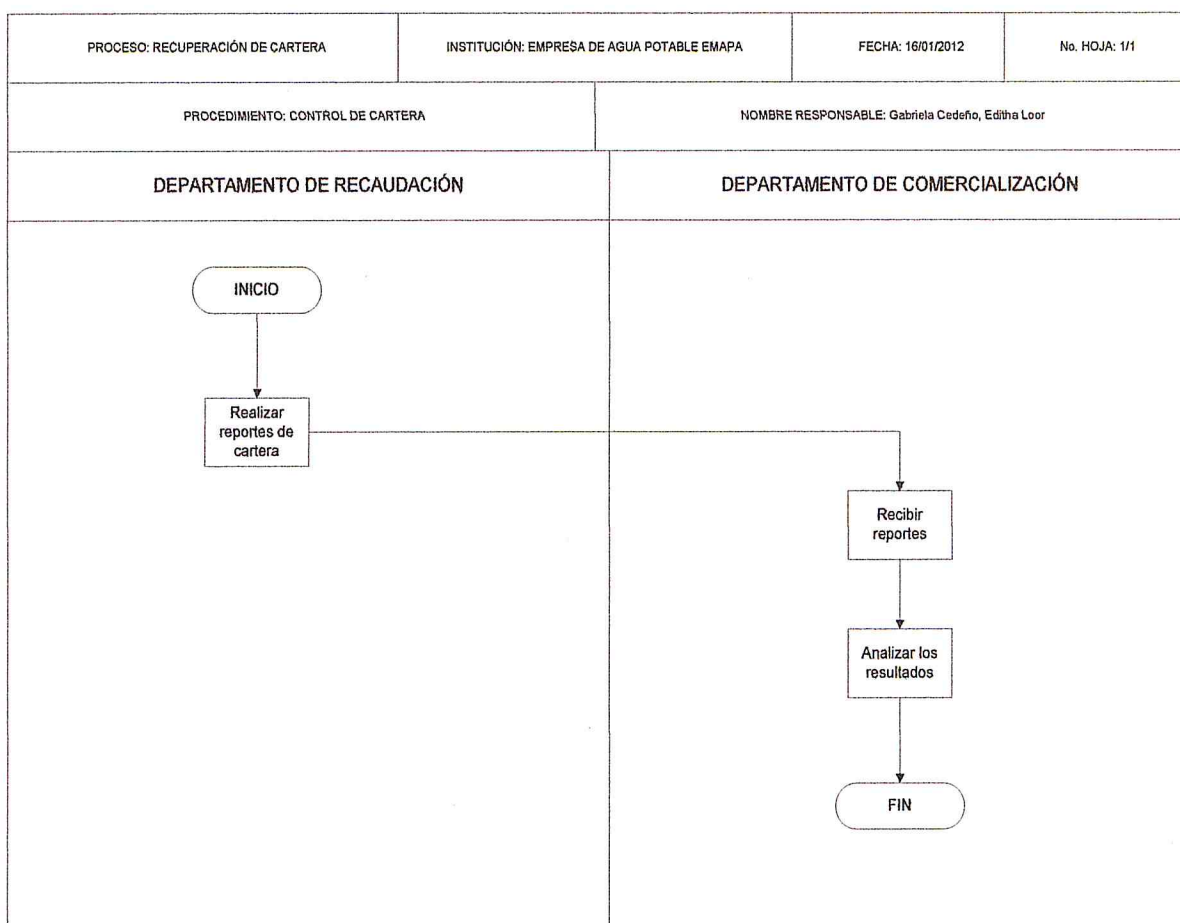 PROCESO: RECUPERACIÓN DE CARTERA
INSTITUCIÓN: EMPRESA DE AGUA POTABLE EMAPA
FECHA: 16/01/2012
No. HOJA: 1/1
PROCEDIMIENTO: CONTROL DE CARTERA
NOMBRE RESPONSABLE: Gabriela Cedeño, Editha Loor
DEPARTAMENTO DE RECAUDACIÓN
DEPARTAMENTO DE COMERCIALIZACIÓN
INICIO
Realizar
reportes de
cartera
Recibir
reportes
Analizar los
resultados
FIN